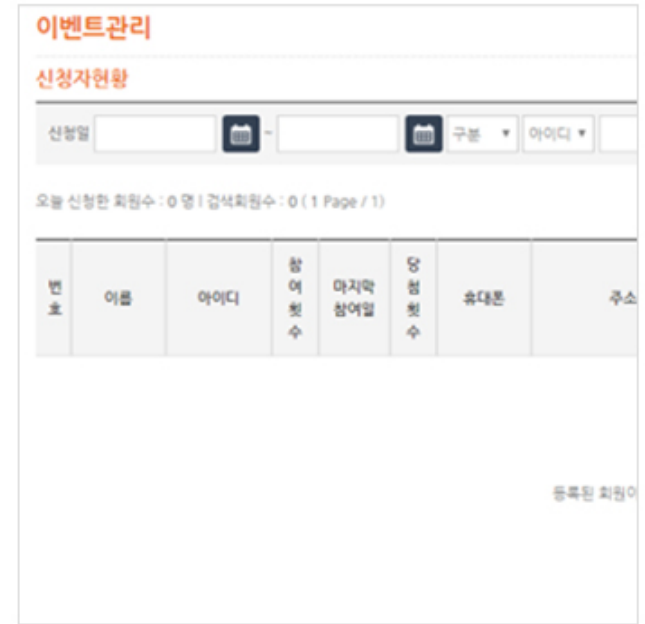 이벤트관리
신청자현황
신청일 ~ 구분 ▼ 아이디 ▼
오늘 신청한 회원수 : 0 명 | 검색회원수 : 0 ( 1 Page / 1)
번호 이름 아이디 참여횟수 마지막 참여일 당첨횟수 휴대폰 주소
등록된 회원이